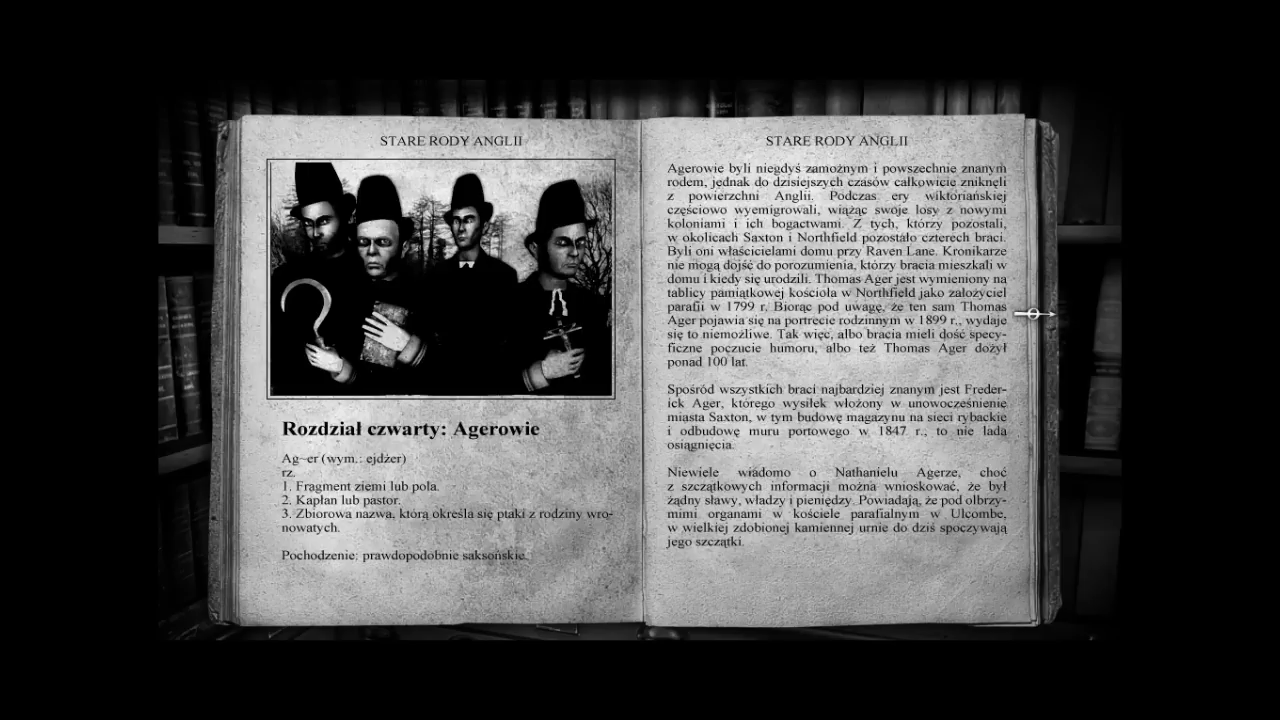 STARE RODY ANGLII
Rozdział czwarty: Agerowie
Ag~er (wym.: ejdżer)
rz.
1. Fragment ziemi lub pola.
2. Kapłan lub pastor.
3. Zbiorowa nazwa, którą określa się ptaki z rodziny wro-
nowatych.
Pochodzenie: prawdopodobnie saksońskie.
STARE RODY ANGLII
Agerowie byli niegdyś zamożnym i powszechnie znanym
rodem, jednak do dzisiejszych czasów całkowicie zniknęli
z powierzchni Anglii. Podczas ery wiktoriańskiej
częściowo wyemigrowali, wiążąc swoje losy z nowymi
koloniami i ich bogactwami. Z tych, którzy pozostali,
w okolicach Saxton i Northfield pozostało czterech braci.
Byli oni właścicielami domu przy Raven Lane. Kronikarze
nie mogą dojść do porozumienia, którzy bracia mieszkali w
domu i kiedy się urodzili. Thomas Ager jest wymieniony na
tablicy pamiątkowej kościoła w Northfield jako założyciel
parafii w 1799 r. Biorąc pod uwagę, że ten sam Thomas
Ager pojawia się na portrecie rodzinnym w 1899 r., wydaje
się to niemożliwe. Tak więc, albo bracia mieli dość specy-
ficzne poczucie humoru, albo też Thomas Ager dożył
ponad 100 lat.
Spośród wszystkich braci najbardziej znanym jest Freder-
ick Ager, którego wysiłek włożony w unowocześnienie
miasta Saxton, w tym budowę magazynu na sieci rybackie
i odbudowę muru portowego w 1847 r., to nie lada
osiągnięcia.
Niewiele wiadomo o Nathanielu Agerze, choć
z szczątkowych informacji można wnioskować, że był
żądny sławy, władzy i pieniędzy. Powiadają, że pod olbrzy-
mimi organami w kościele parafialnym w Ulcombe,
w wielkiej zdobionej kamiennej urnie do dziś spoczywają
jego szczątki.